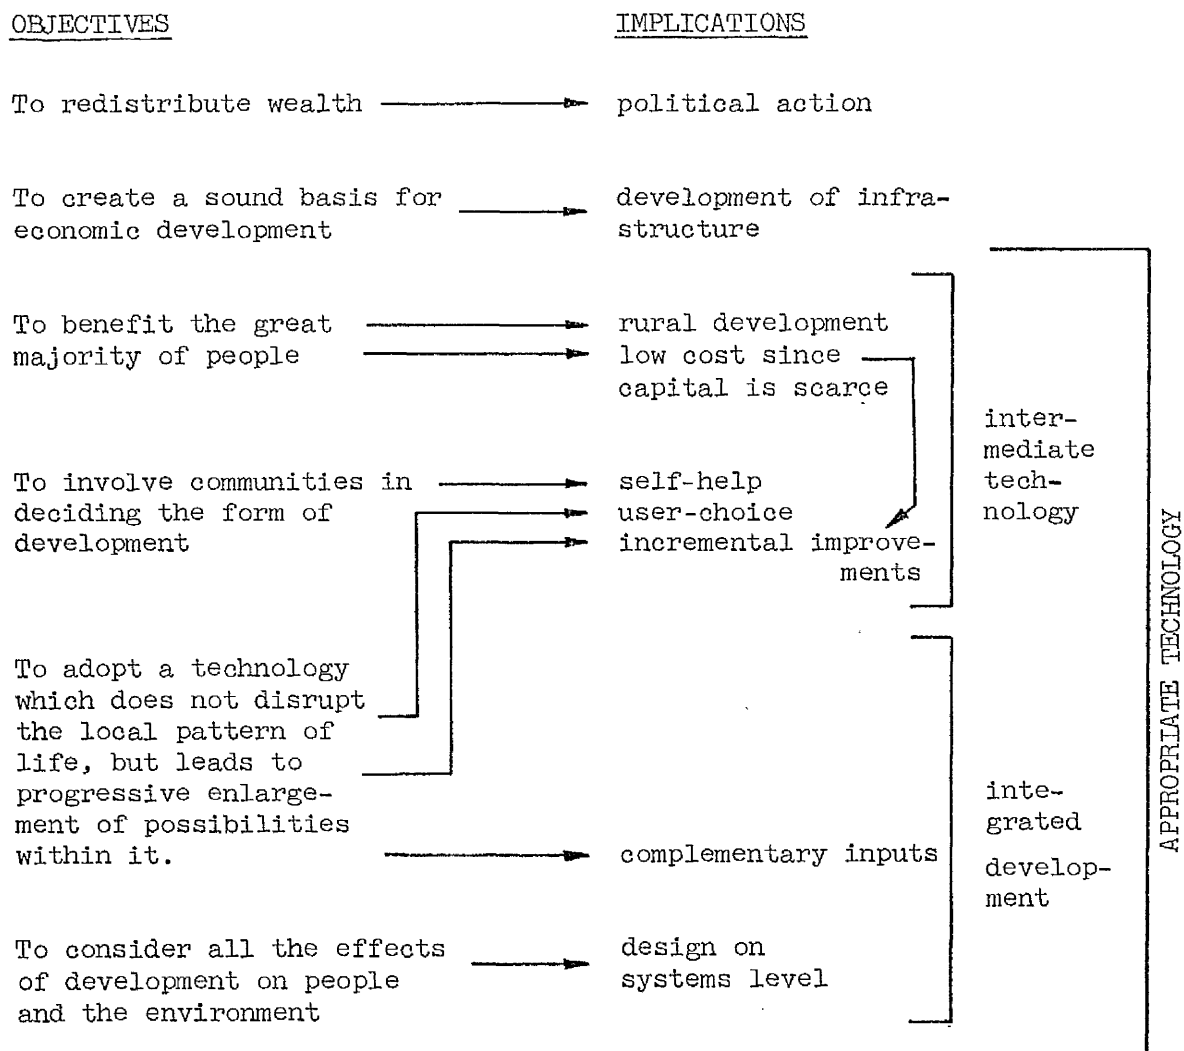 OBJECTIVES
IMPLICATIONS
To redistribute wealth
political action
To create a sound basis for
economic development
development of infra-
structure
To benefit the great
majority of people
rural development
low cost since
capital is scarce
To involve communities in
deciding the form of
development
self-help
user-choice
incremental improve-
ments
inter-
mediate
tech-
nology
To adopt a technology
which does not disrupt
the local pattern of
life, but leads to
progressive enlarge-
ment of possibilities
within it.
complementary inputs
To consider all the effects
of development on people
and the environment
design on
systems level
inte-
grated
develop-
ment
APPROPRIATE TECHNOLOGY